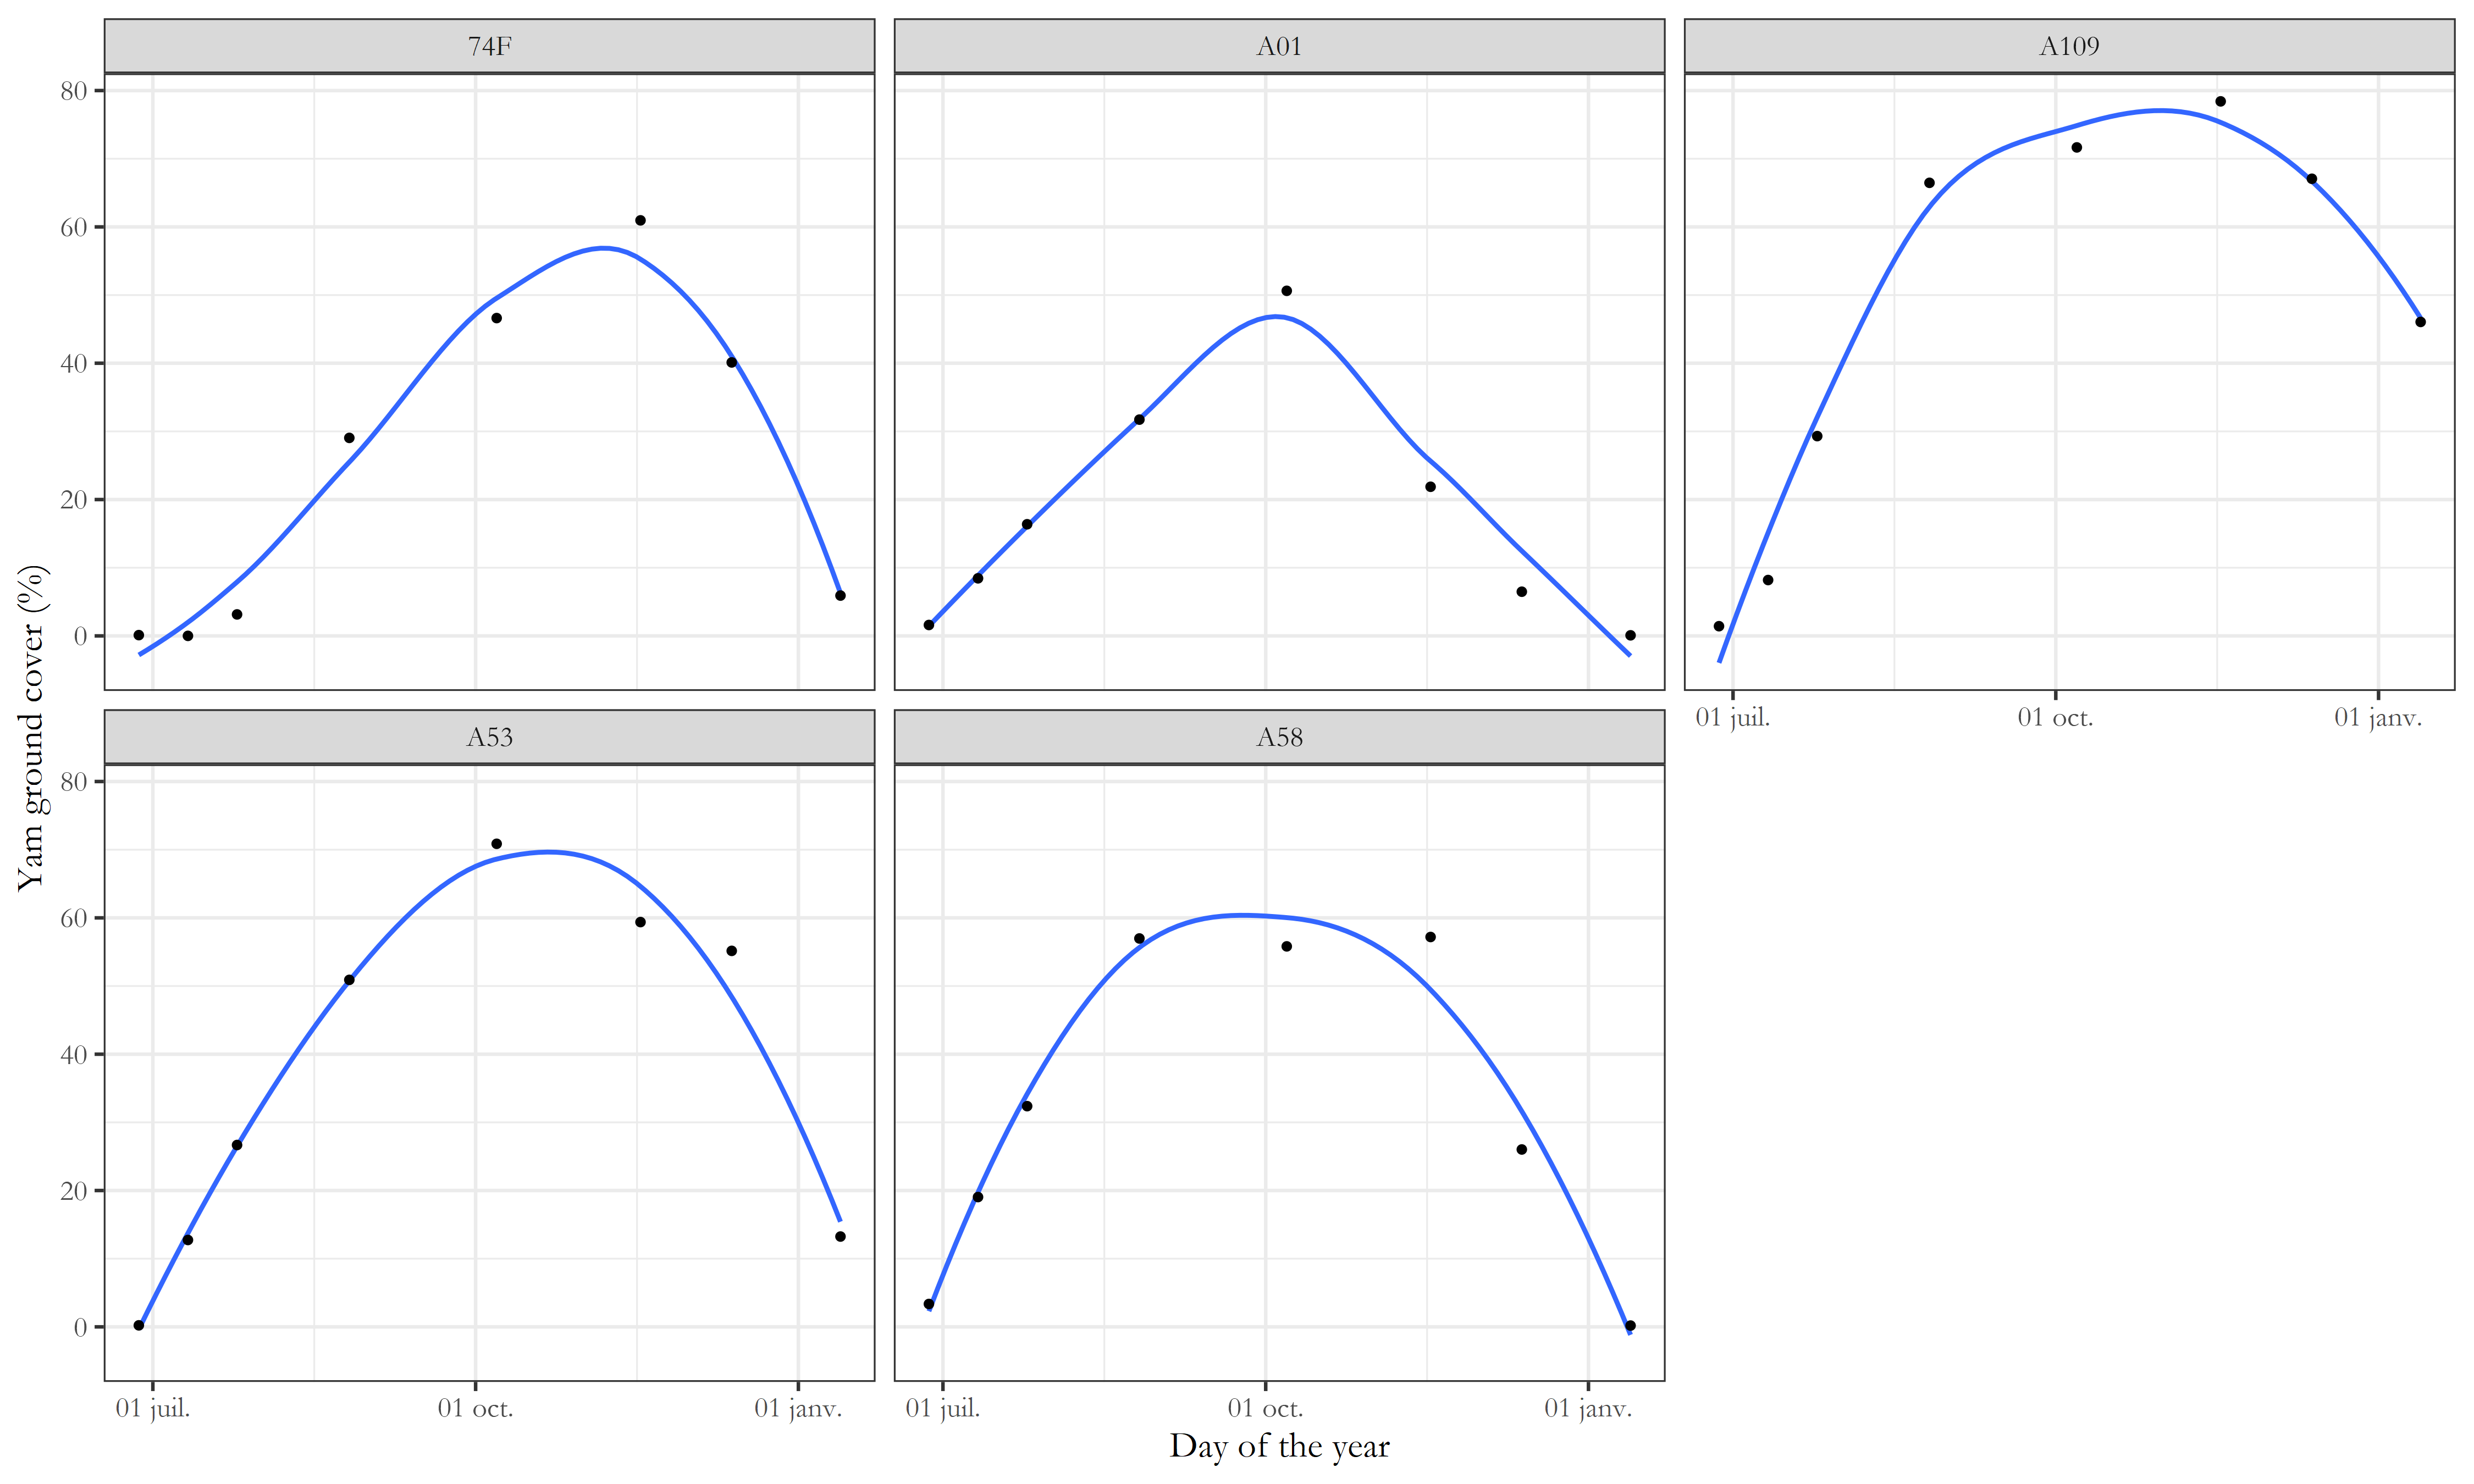 74F
A01
A109
80
60
40
20
0
01 juil.
01 oct.
01 janv.
A53
A58
80
60
40
20
0
01 juil.
01 oct.
01 janv.
01 juil.
01 oct.
01 janv.
Yam ground cover (%)
Day of the year